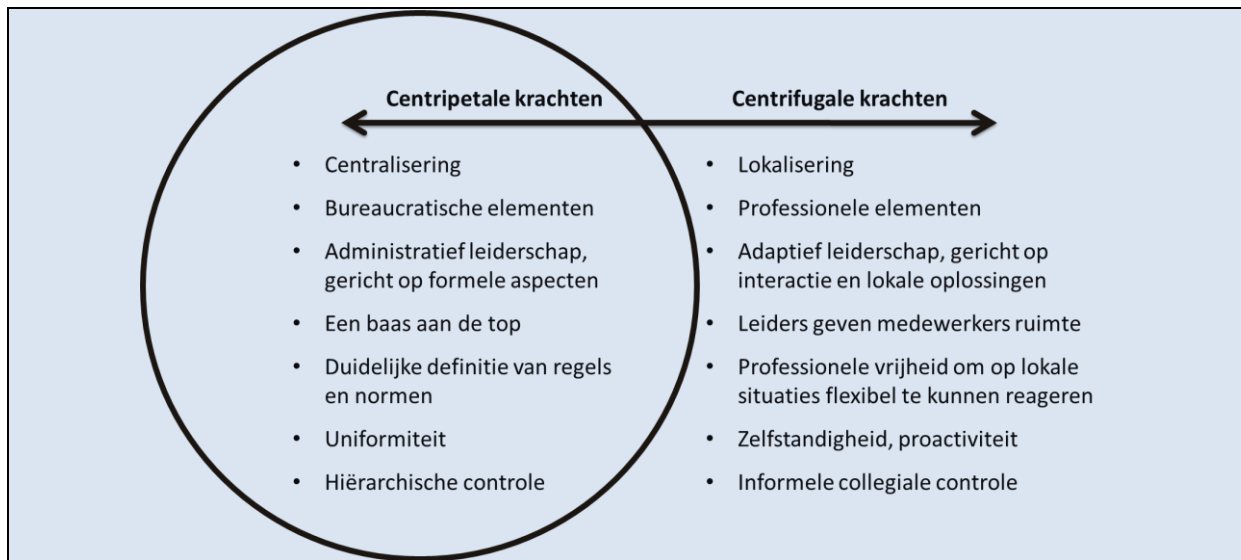 Centripetale krachten
Centrifugale krachten
• Centralisering
• Bureaucratische elementen
• Administratief leiderschap,
gericht op formele aspecten
• Een baas aan de top
• Duidelijke definitie van regels
en normen
• Uniformiteit
• Hiërarchische controle
• Lokalisering
• Professionele elementen
• Adaptief leiderschap, gericht op
interactie en lokale oplossingen
• Leiders geven medewerkers ruimte
• Professionele vrijheid om op lokale
situaties flexibel te kunnen reageren
• Zelfstandigheid, proactiviteit
• Informele collegiale controle